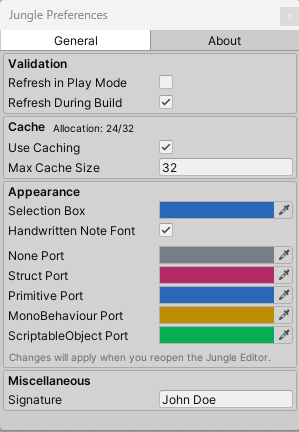 Jungle Preferences
General About
Validation
Refresh in Play Mode
Refresh During Build
Cache Allocation: 24/32
Use Caching
Max Cache Size 32
Appearance
Selection Box
Handwritten Note Font
None Port
Struct Port
Primitive Port
MonoBehaviour Port
ScriptableObject Port
Changes will apply when you reopen the Jungle Editor.
Miscellaneous
Signature John Doe